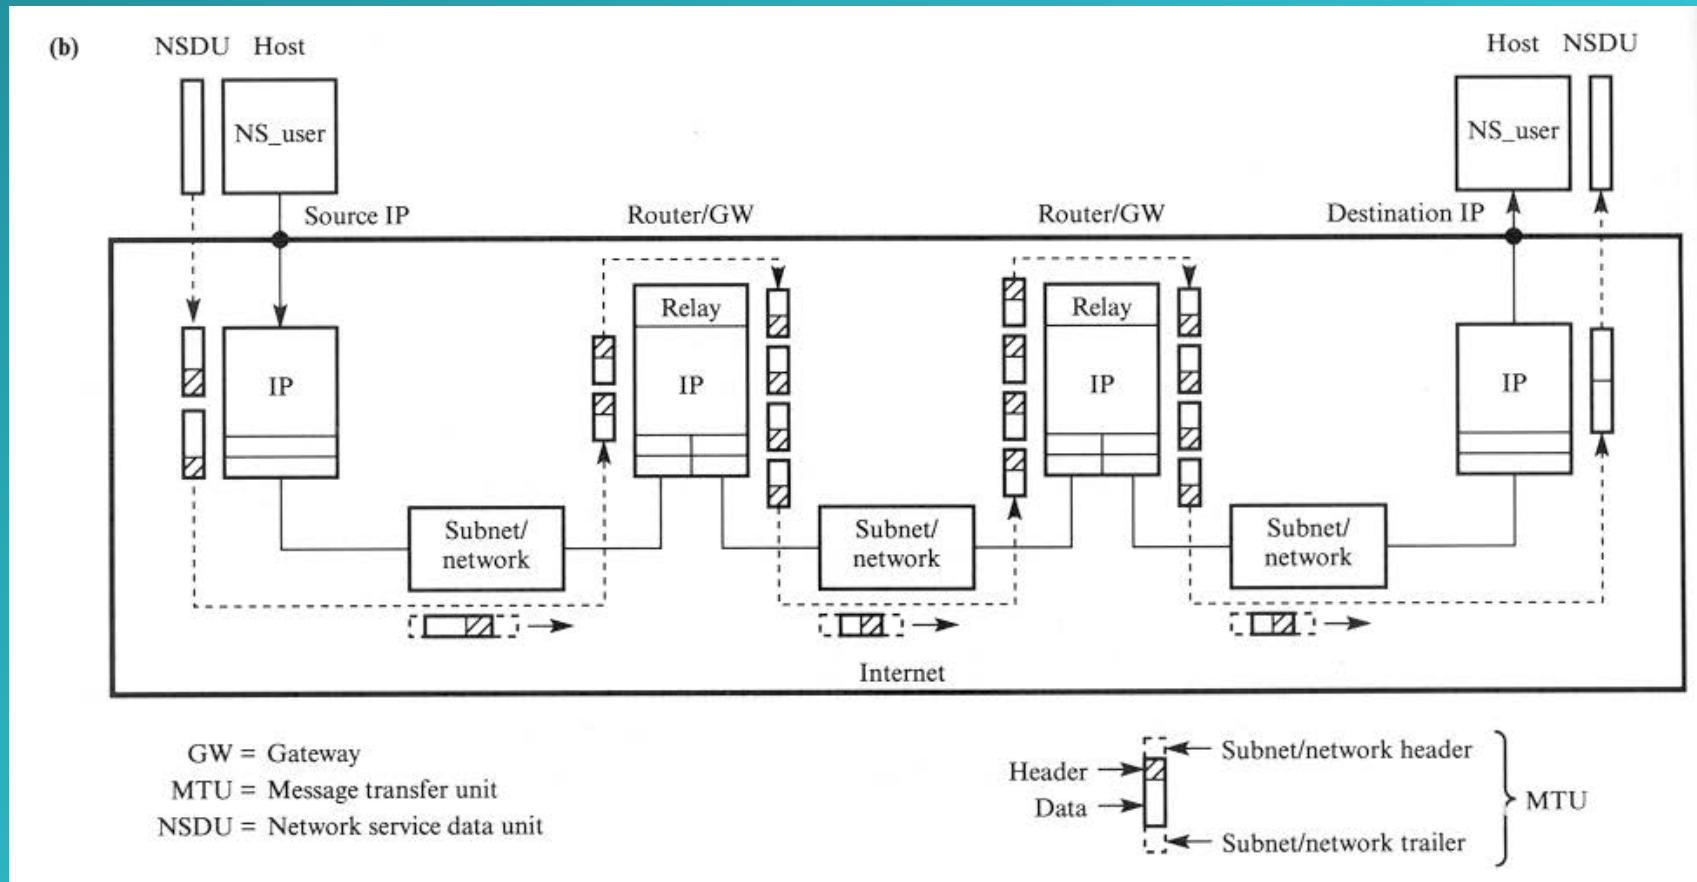 (b)
NSDU Host
Host NSDU
NS_user
NS_user
Source IP
Router/GW
Router/GW
Destination IP
Relay
Relay
IP
IP
IP
IP
Subnet/
network
Subnet/
network
Subnet/
network
Internet
GW = Gateway
MTU = Message transfer unit
NSDU = Network service data unit
Subnet/network header
Header
Data
MTU
Subnet/network trailer